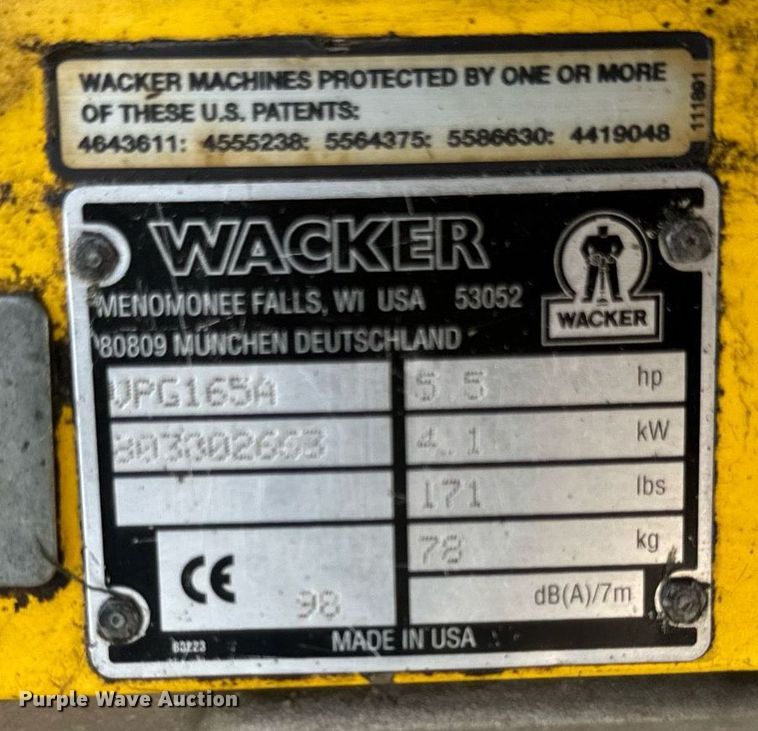 WACKER MACHINES PROTECTED BY ONE OR MORE
OF THESE U.S. PATENTS:
4643611: 4555238: 5564375: 5586630: 4419048
111891
WACKER
MENOMONEE FALLS, WI USA 53052
80809 MÜNCHEN DEUTSCHLAND
WACKER
VPG165A
5.5 hp
4.1 kW
171 lbs
78 kg
dB(A)/7m
CE
98
60223
MADE IN USA
Purple Wave Auction